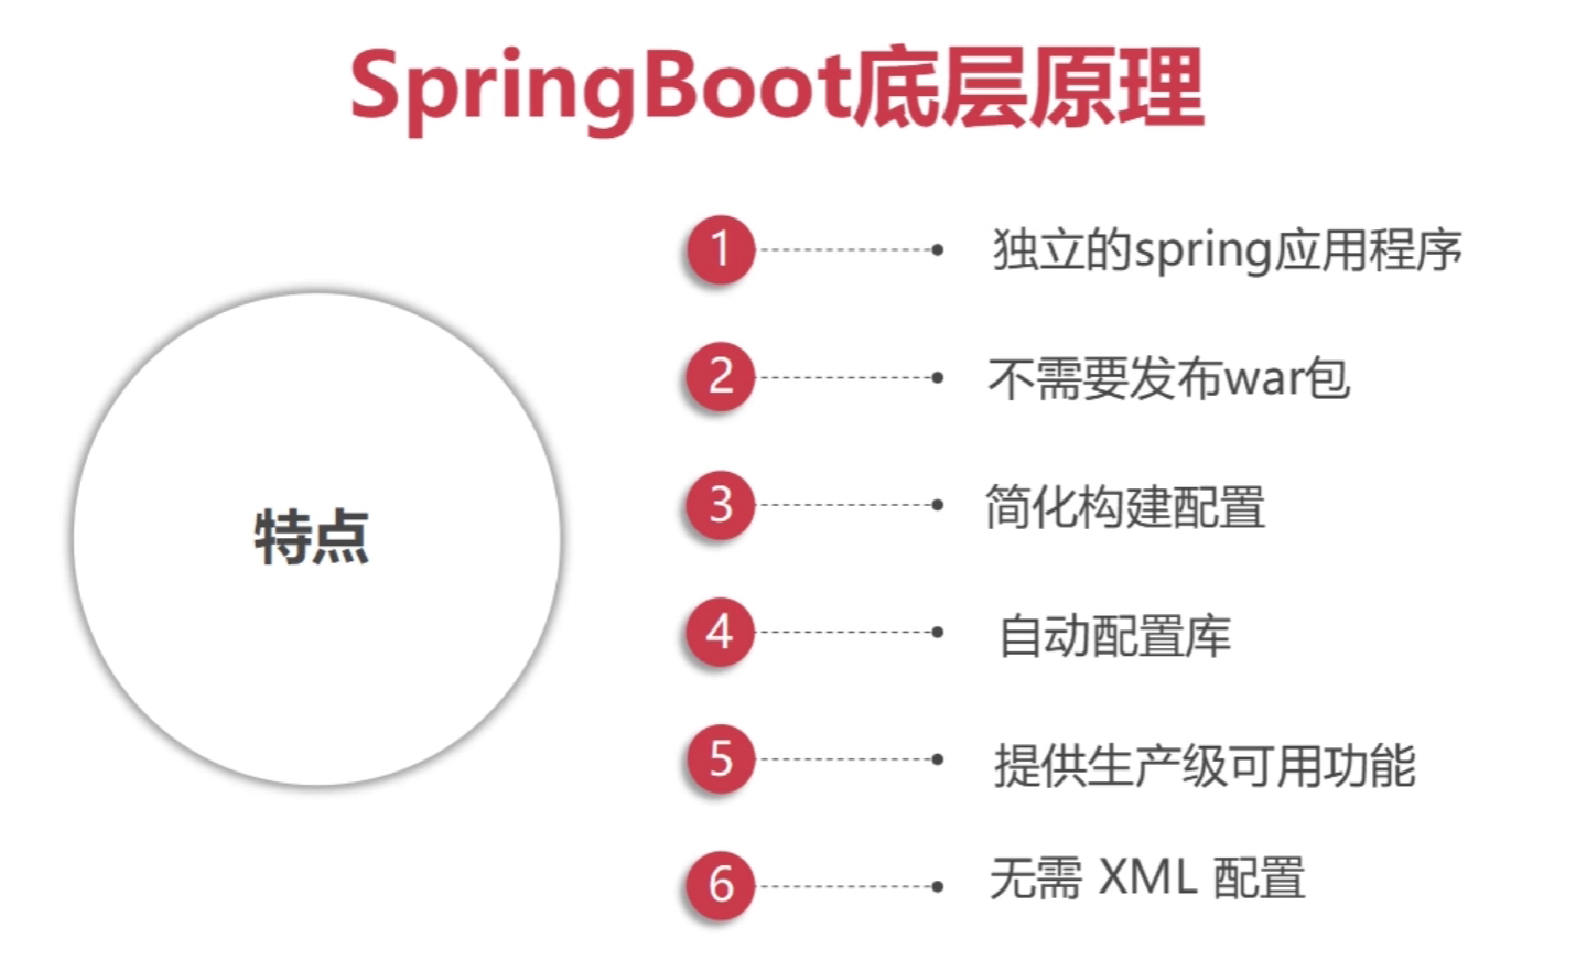 SpringBoot底层原理
特点
1 独立的spring应用程序
2 不需要发布war包
3 简化构建配置
4 自动配置库
5 提供生产级可用功能
6 无需 XML 配置